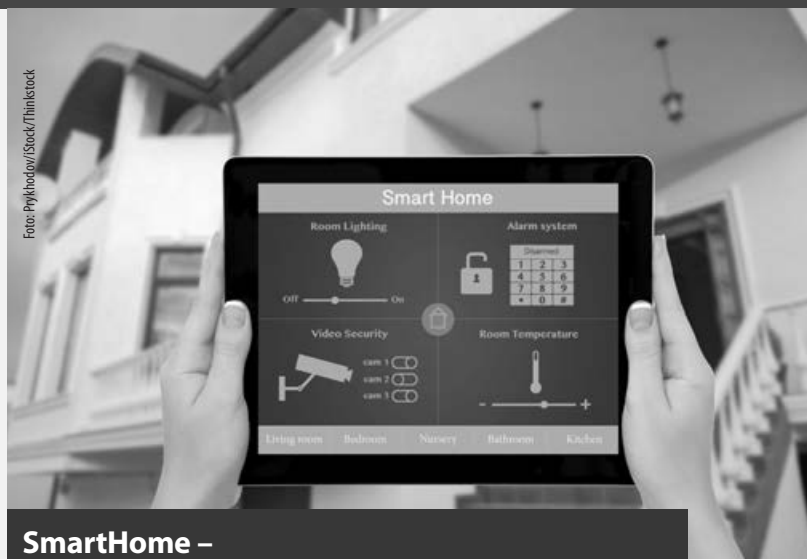 Foto: Prykhodov/iStock/Thinkstock
Smart Home
Room Lighting
Off
On
Alarm system
Disarmed
1 2 3
4 5 6
7 8 9
* 0 #
Video Security
cam 1
cam 2
cam 3
Room Temperature
- +
Living room Bedroom Nursery Bathroom Kitchen
SmartHome –